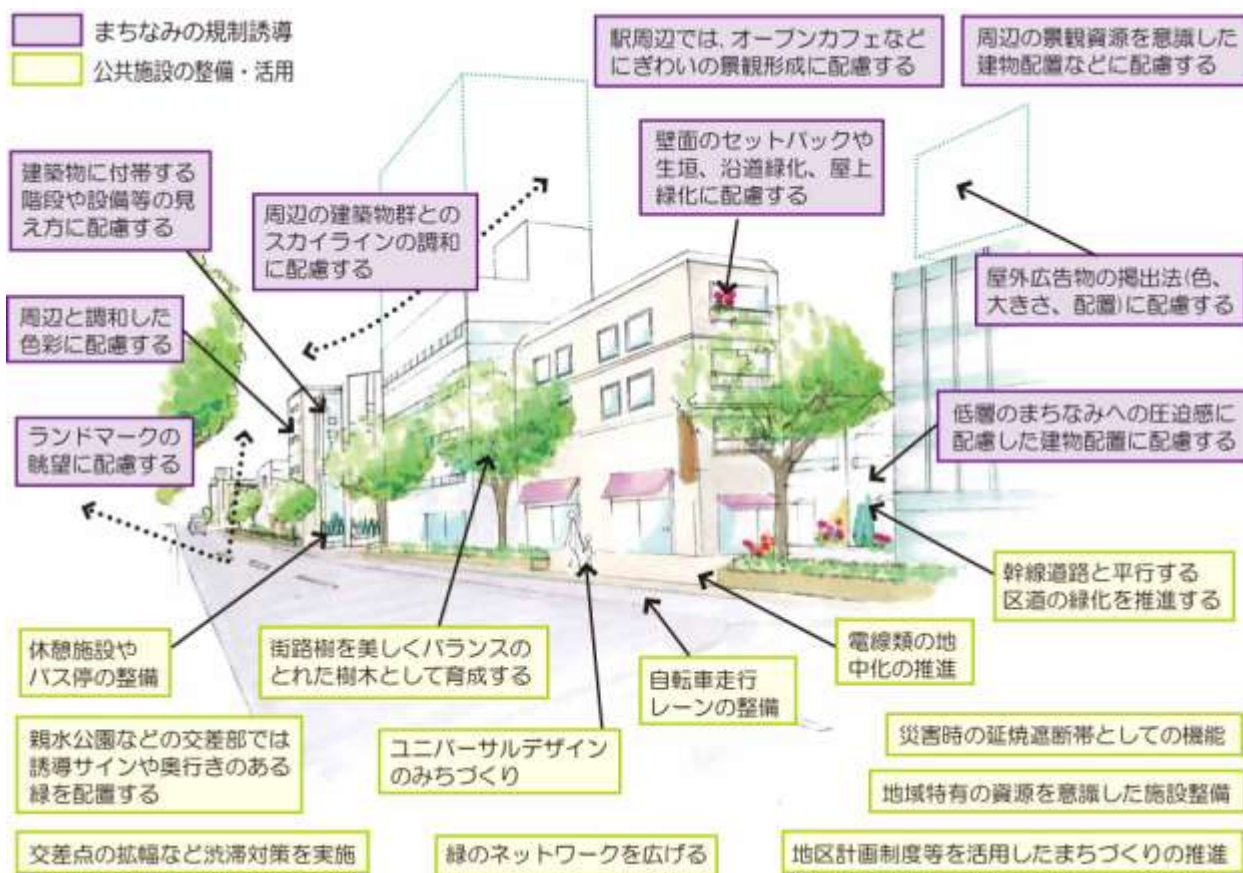 まちなみの規制誘導
公共施設の整備・活用
駅周辺では、オープンカフェなど
にぎわいの景観形成に配慮する
周辺の景観資源を意識した
建物配置などに配慮する
建築物に付帯する
階段や設備等の見
え方に配慮する
周辺の建築物群との
スカイラインの調和
に配慮する
壁面のセットバックや
生垣、沿道緑化、屋上
緑化に配慮する
屋外広告物の掲出法(色、
大きさ、配置)に配慮する
周辺と調和した
色彩に配慮する
ランドマークの
眺望に配慮する
低層のまちなみへの圧迫感に
配慮した建物配置に配慮する
幹線道路と平行する
区道の緑化を推進する
休憩施設や
バス停の整備
街路樹を美しくバランスの
とれた樹木として育成する
自転車走行
レーンの整備
電線類の地
中化の推進
親水公園などの交差部では
誘導サインや奥行きのある
緑を配置する
ユニバーサルデザイン
のみちづくり
災害時の延焼遮断帯としての機能
地域特有の資源を意識した施設整備
交差点の拡幅など渋滞対策を実施
緑のネットワークを広げる
地区計画制度等を活用したまちづくりの推進